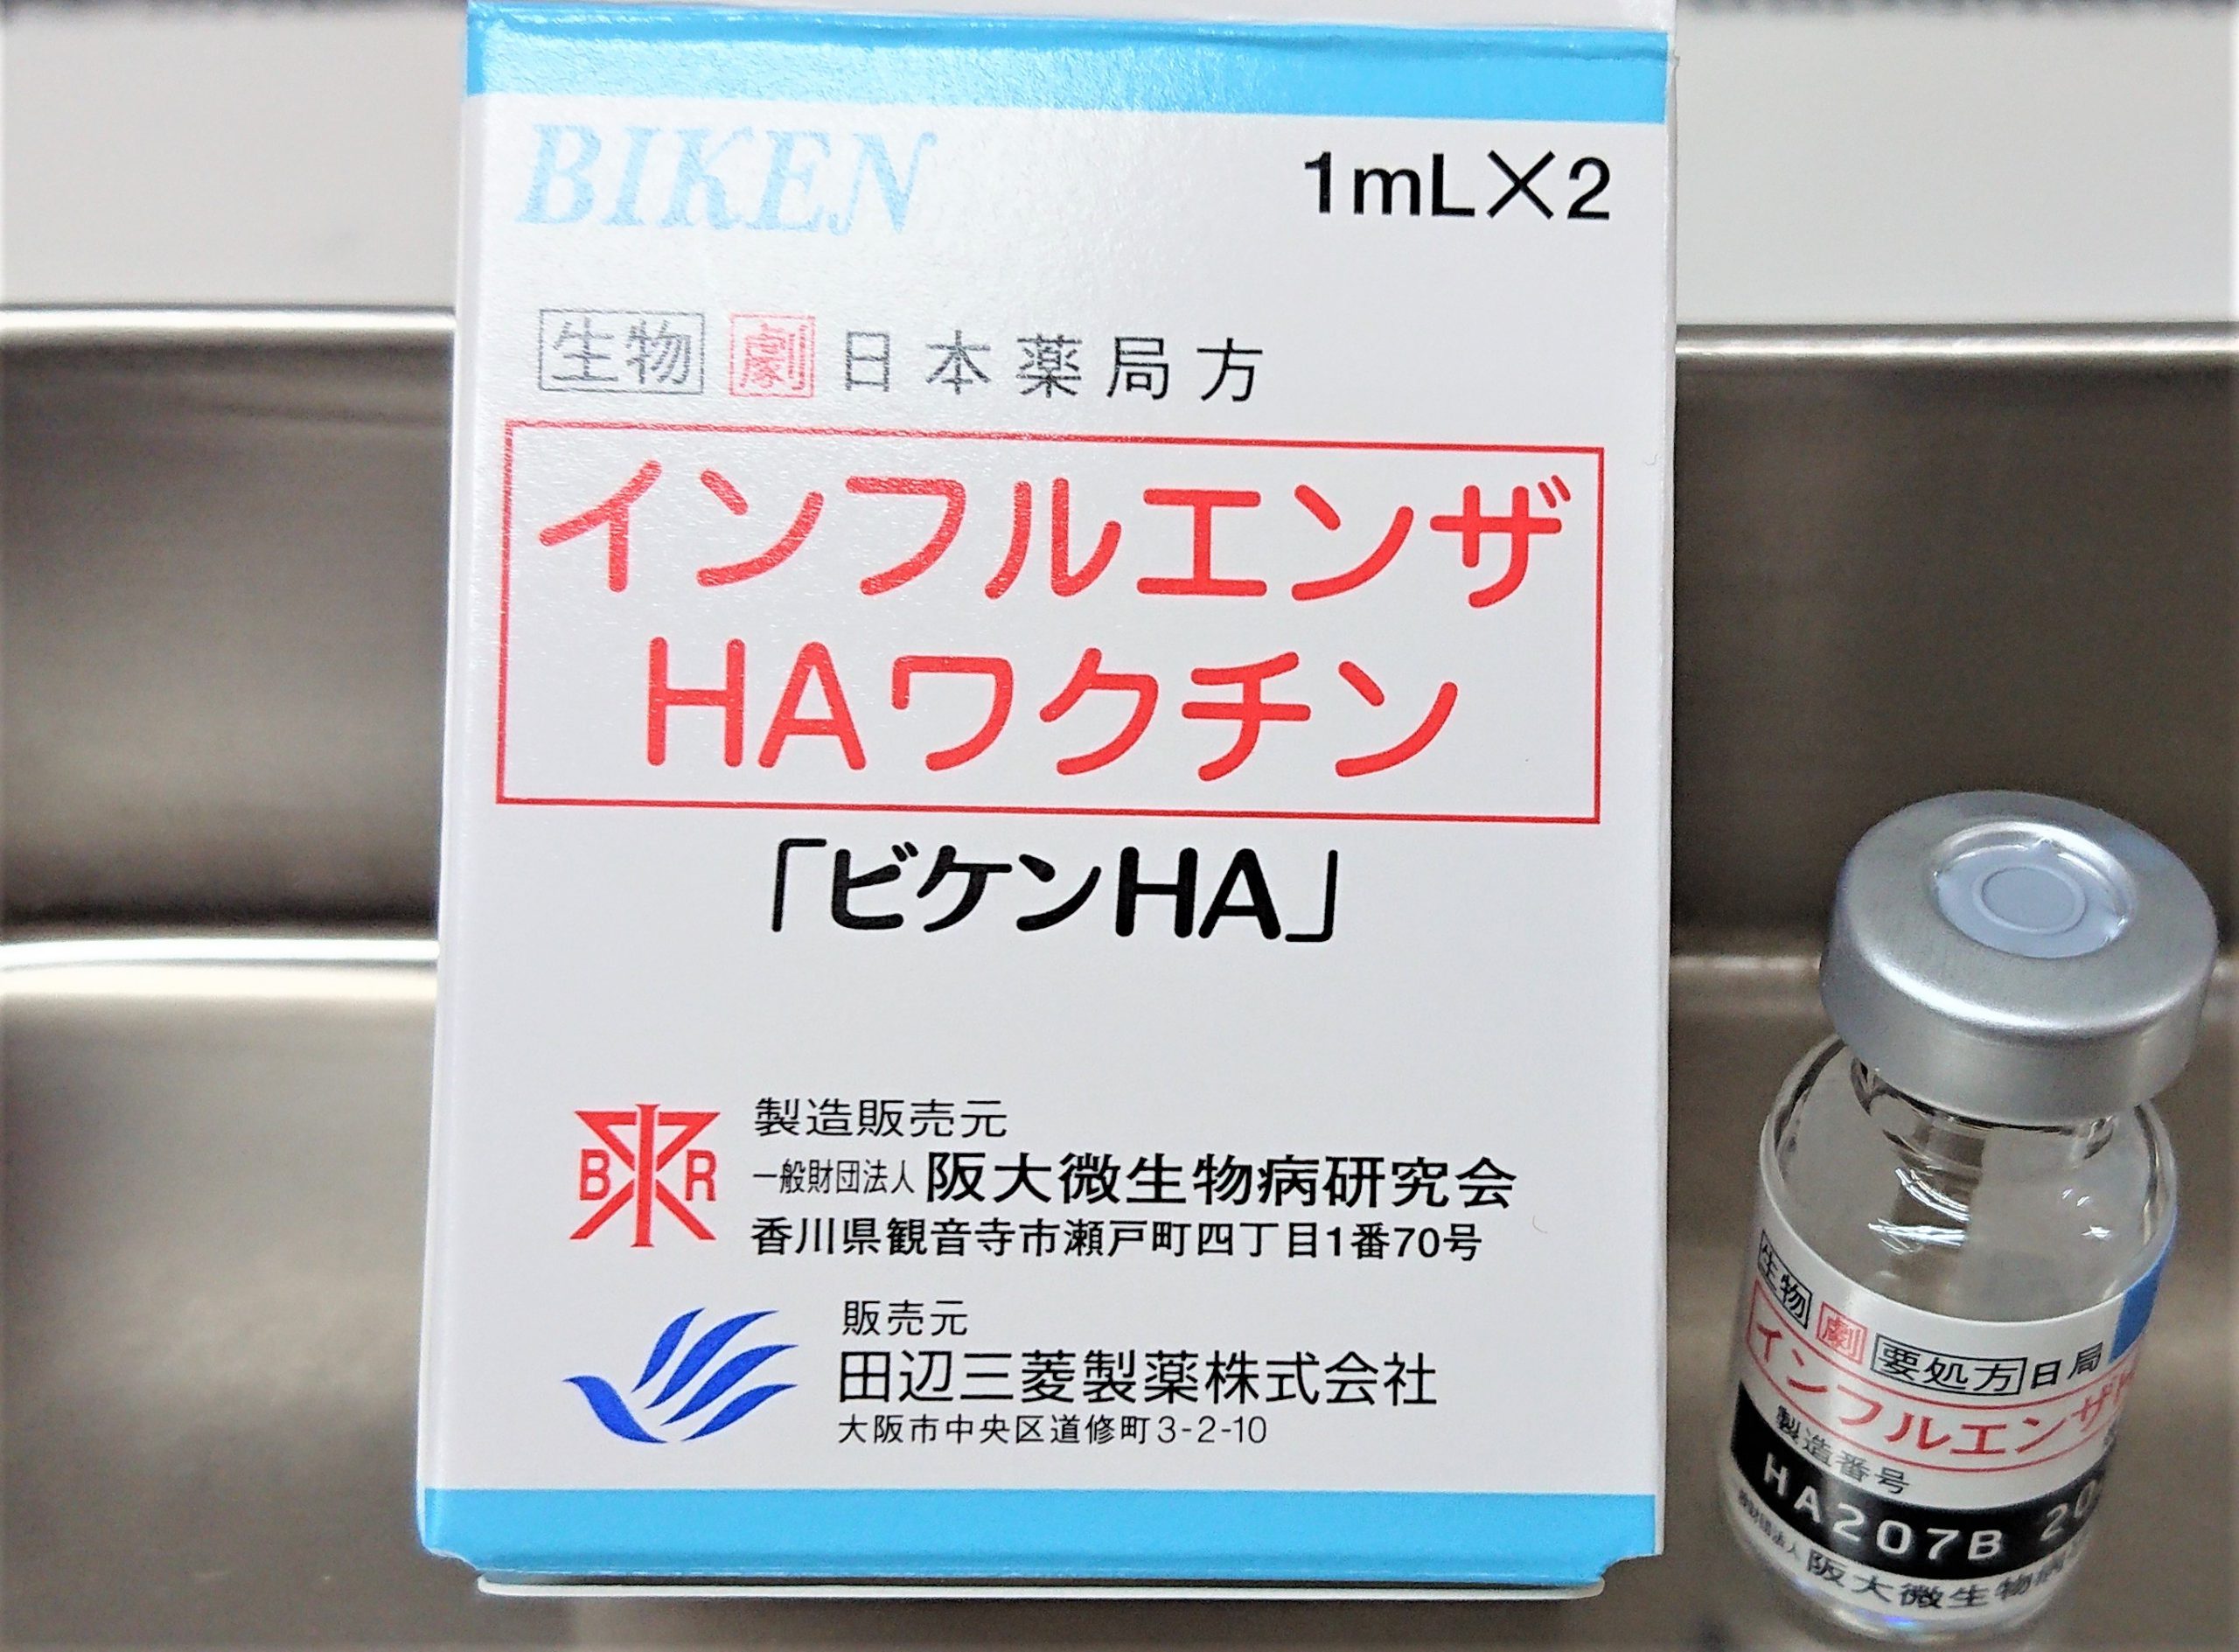 BIKEN
1mL×2
生物 劇 日本薬局方
インフルエンザ
HAワクチン
「ビケンHA」
B R
製造販売元
一般財団法人 阪大微生物病研究会
香川県観音寺市瀬戸町四丁目1番70号
販売元
田辺三菱製薬株式会社
大阪市中央区道修町3-2-10
生物 劇 要処方 日局
インフルエンザ
製造番号
HA207B 20
阪大微生物病